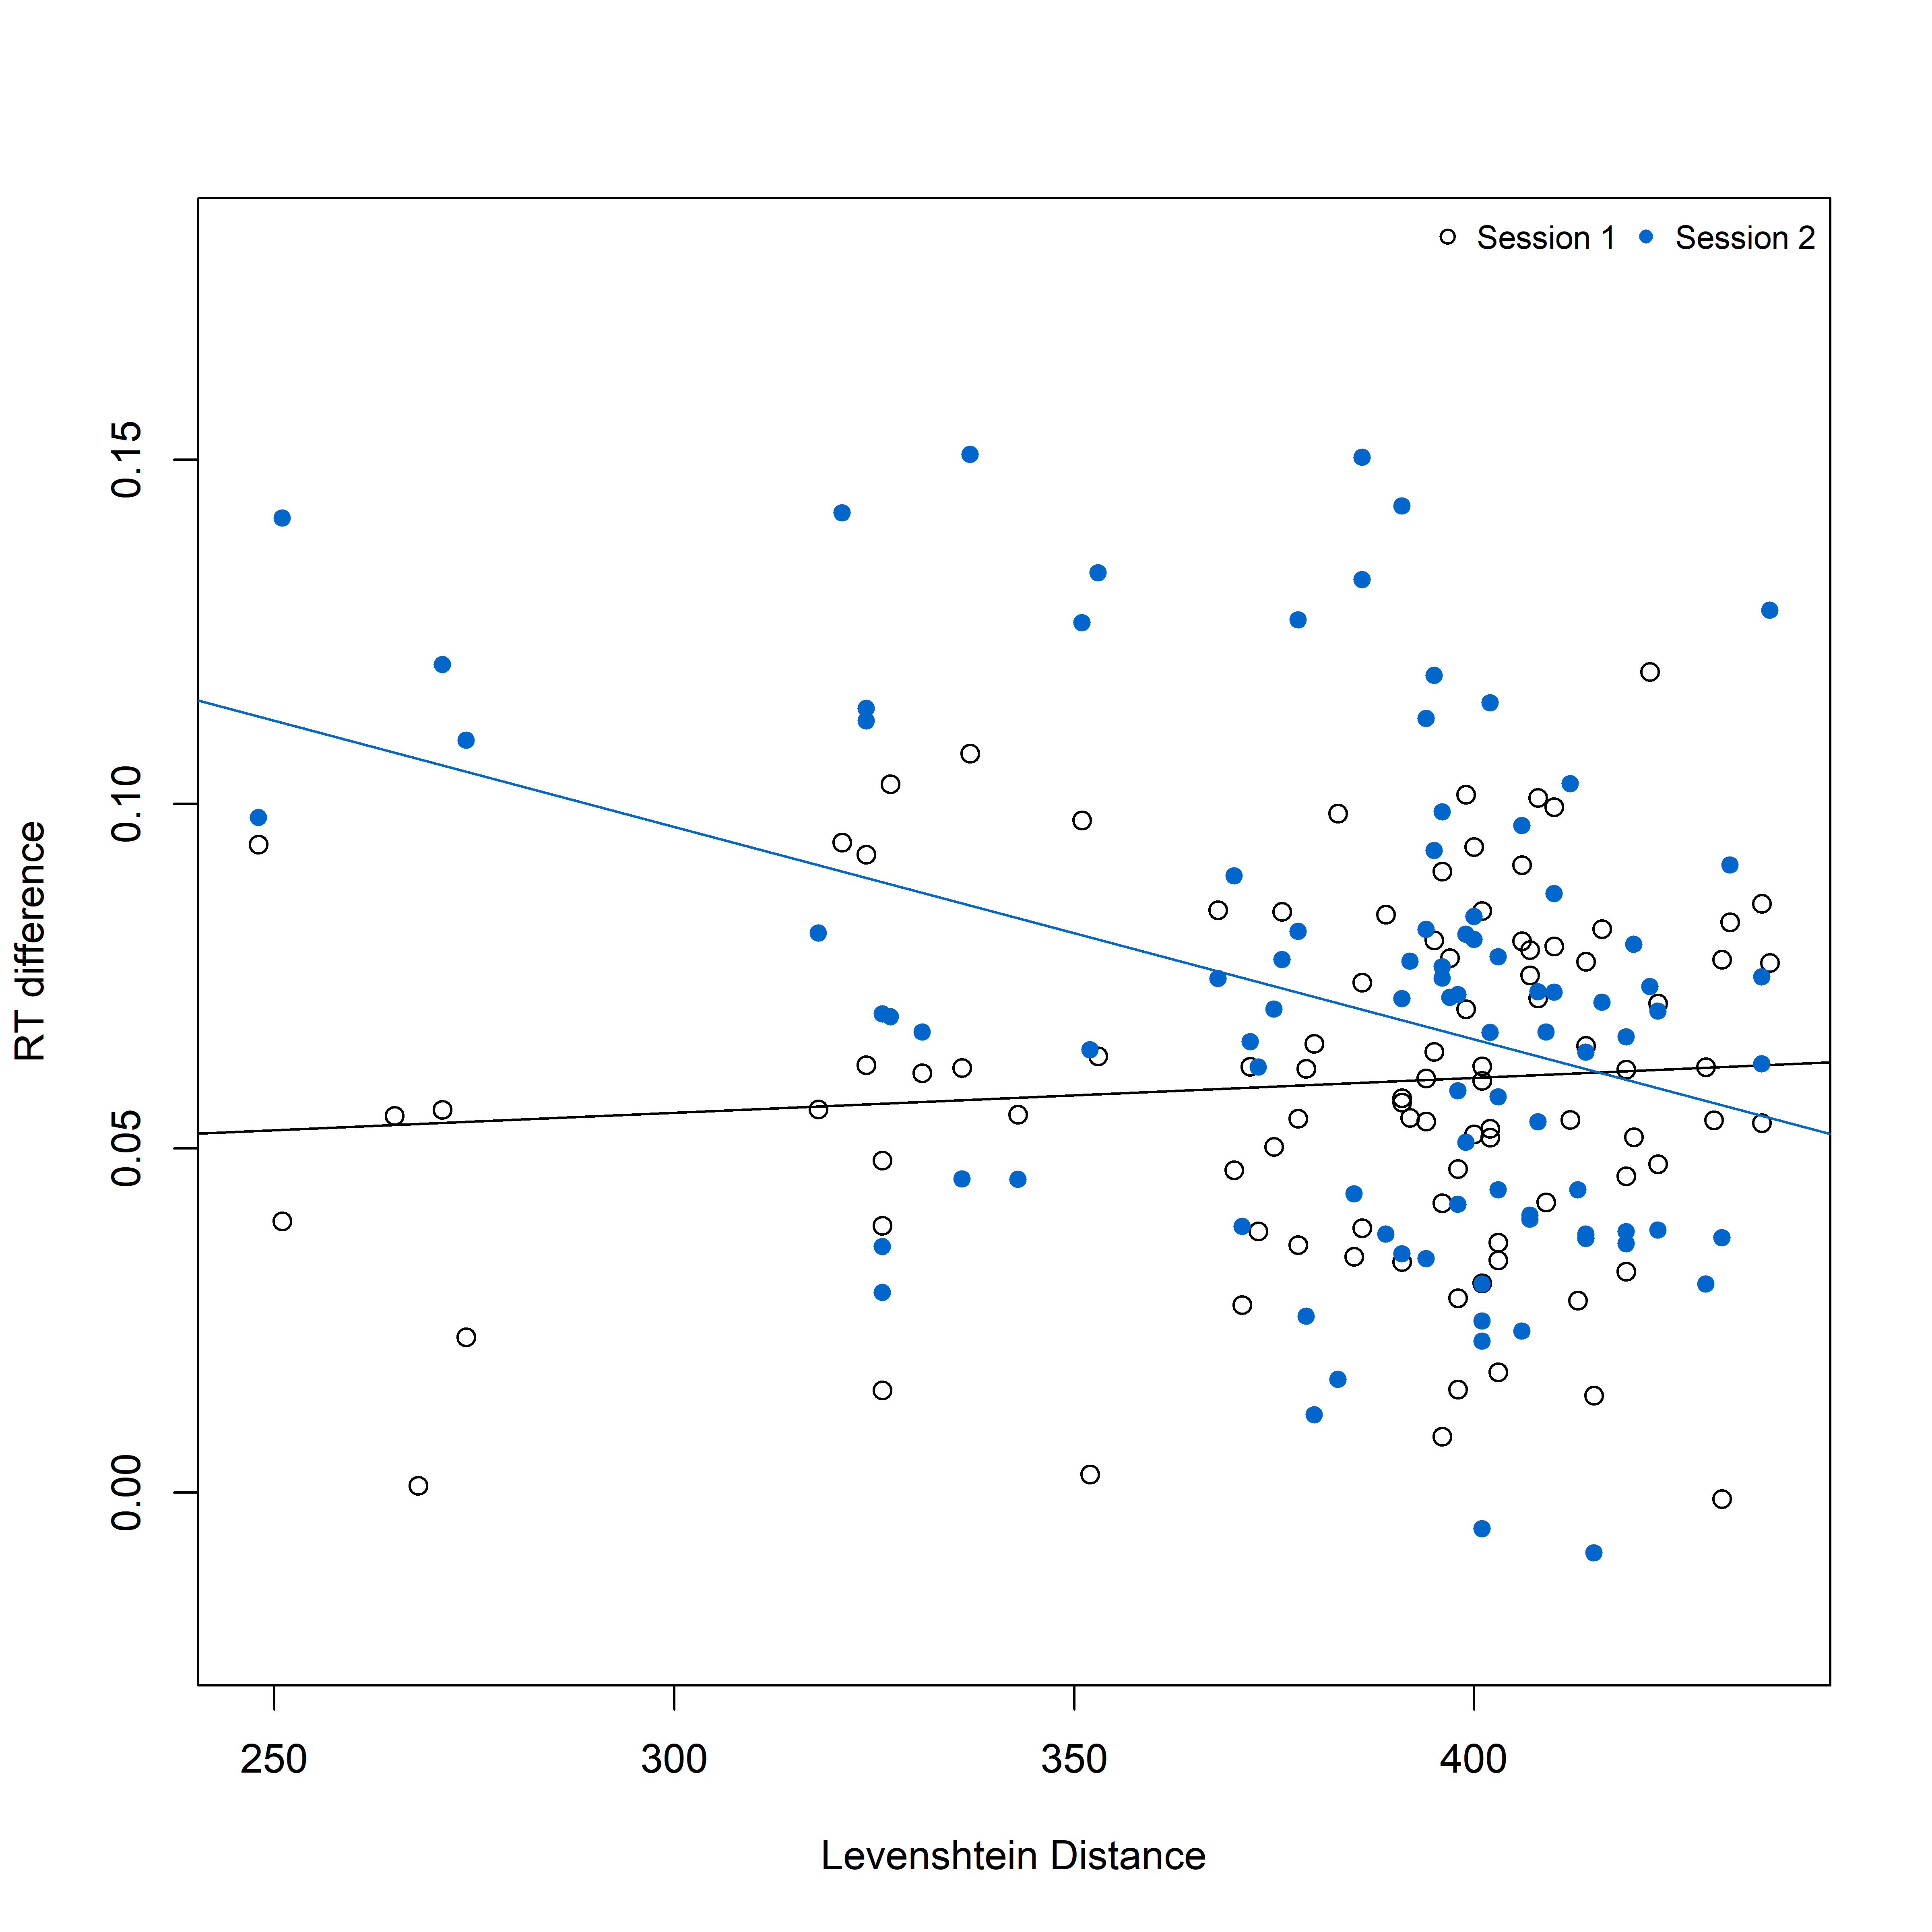 Session 1 Session 2
0.15
0.10
0.05
0.00
RT difference
250 300 350 400
Levenshtein Distance